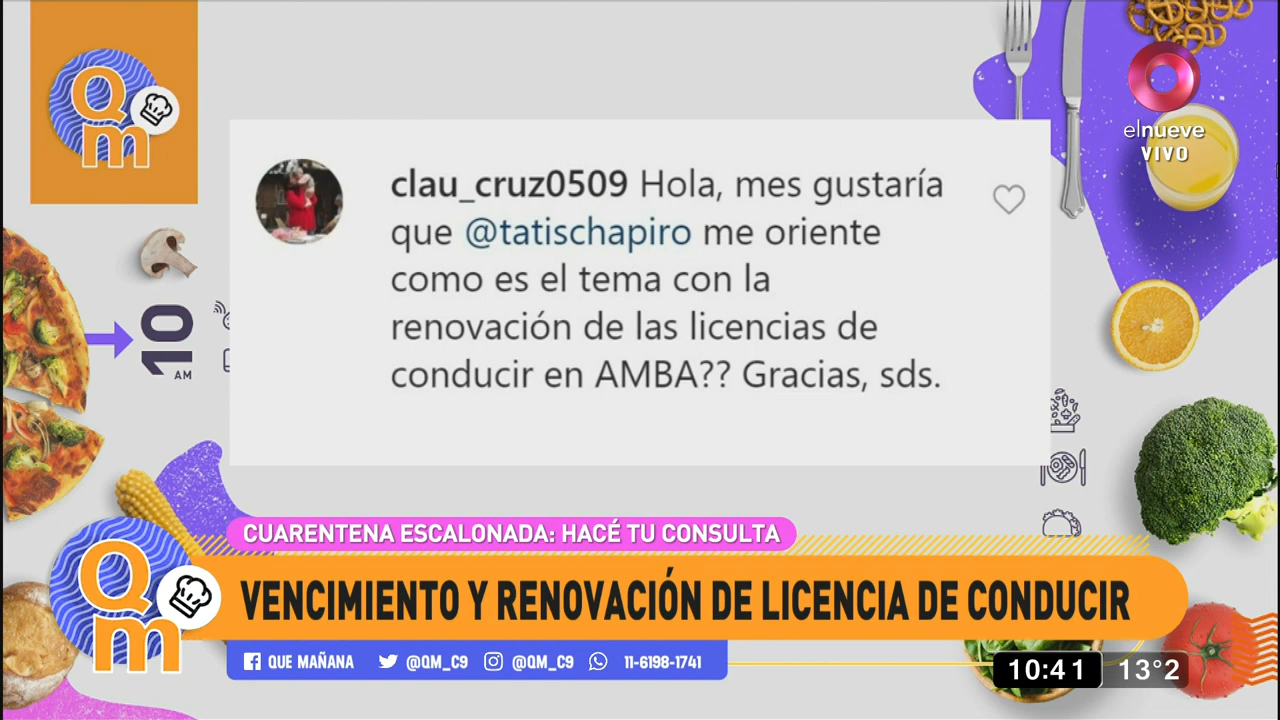 Qm
elnueve
VIVO
clau_cruz0509 Hola, mes gustaría
que @tatischapiro me oriente
como es el tema con la
renovación de las licencias de
conducir en AMBA?? Gracias, sds.
10
AM
CUARENTENA ESCALONADA: HACÉ TU CONSULTA
Qm
VENCIMIENTO Y RENOVACIÓN DE LICENCIA DE CONDUCIR
QUE MAÑANA @QM_C9 @QM_C9 11-6198-1741
10:41 13°2